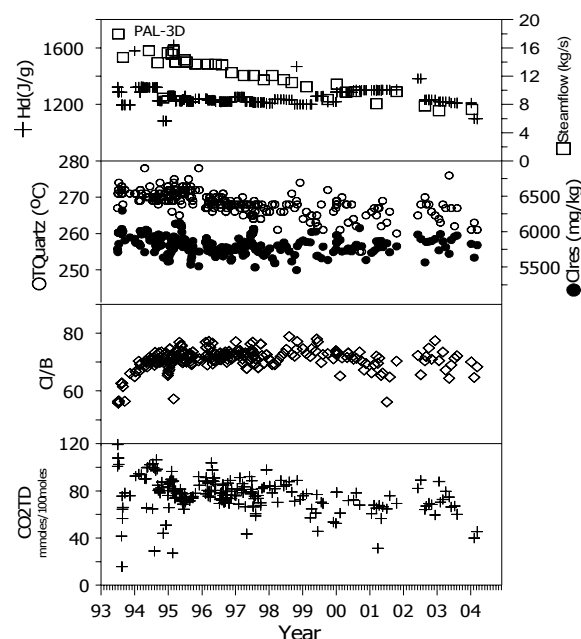 PAL-3D
Hd(J/g)
1600
1200
20
16
12
8
4
0
Steamflow (kg/s)
OTQuartz (°C)
280
270
260
250
6500
6000
5500
Clres (mg/kg)
Cl/B
80
60
CO2TD
mmoles/100moles
120
80
40
0
93 94 95 96 97 98 99 00 01 02 03 04
Year